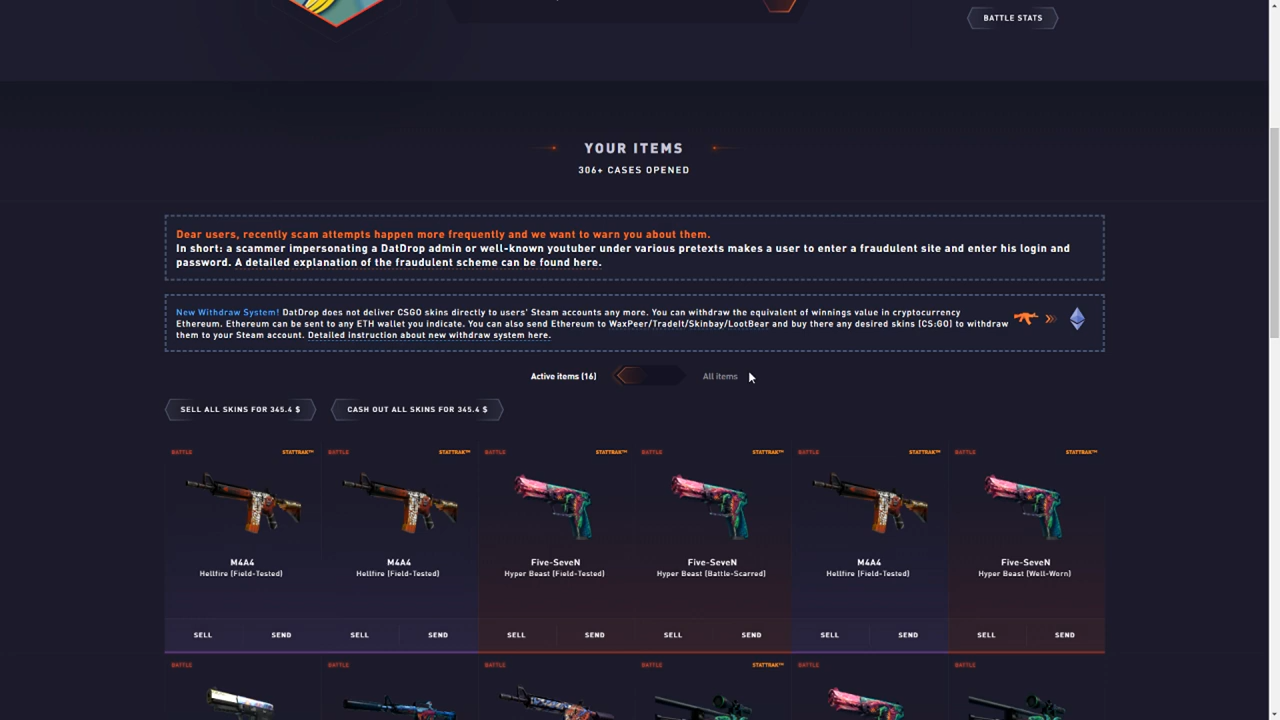 BATTLE STATS
YOUR ITEMS
306+ CASES OPENED
Dear users, recently scam attempts happen more frequently and we want to warn you about them.
In short: a scammer impersonating a DatDrop admin or well-known youtuber under various pretexts makes a user to enter a fraudulent site and enter his login and
password. A detailed explanation of the fraudulent scheme can be found here.
New Withdraw System! DatDrop does not deliver CSGO skins directly to users' Steam accounts any more. You can withdraw the equivalent of winnings value in cryptocurrency
Ethereum. Ethereum can be sent to any ETH wallet you indicate. You can also send Ethereum to WaxPeer/TradeIt/Skinbay/LootBear and buy there any desired skins (CS:GO) to withdraw
them to your Steam account. Detailed instruction about new withdraw system here.
Active items (16) All items
SELL ALL SKINS FOR 345.4 $ CASH OUT ALL SKINS FOR 345.4 $
BATTLE STATTRAK™ BATTLE STATTRAK™ BATTLE STATTRAK™ BATTLE STATTRAK™ BATTLE STATTRAK™ BATTLE STATTRAK™
M4A4 M4A4 Five-SeveN Five-SeveN M4A4 Five-SeveN
Hellfire (Field-Tested) Hellfire (Field-Tested) Hyper Beast (Field-Tested) Hyper Beast (Battle-Scarred) Hellfire (Field-Tested) Hyper Beast (Well-Worn)
SELL SEND SELL SEND SELL SEND SELL SEND SELL SEND SELL SEND
BATTLE BATTLE BATTLE BATTLE STATTRAK™ BATTLE BATTLE